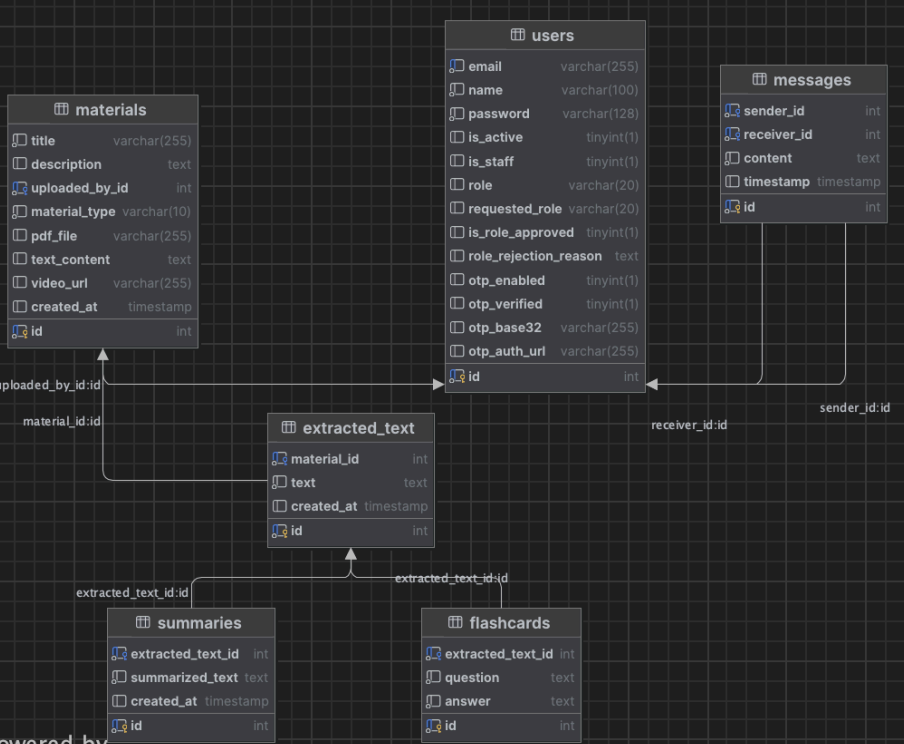 users
email varchar(255)
name varchar(100)
password varchar(128)
is_active tinyint(1)
is_staff tinyint(1)
role varchar(20)
requested_role varchar(20)
is_role_approved tinyint(1)
role_rejection_reason text
otp_enabled tinyint(1)
otp_verified tinyint(1)
otp_base32 varchar(255)
otp_auth_url varchar(255)
id int
messages
sender_id int
receiver_id int
content text
timestamp timestamp
id int
materials
title varchar(255)
description text
uploaded_by_id int
material_type varchar(10)
pdf_file varchar(255)
text_content text
video_url varchar(255)
created_at timestamp
id int
uploaded_by_id:id
material_id:id
sender_id:id
receiver_id:id
extracted_text
material_id int
text text
created_at timestamp
id int
extracted_text_id:id
extracted_text_id:id
summaries
extracted_text_id int
summarized_text text
created_at timestamp
id int
flashcards
extracted_text_id int
question text
answer text
id int
owered by